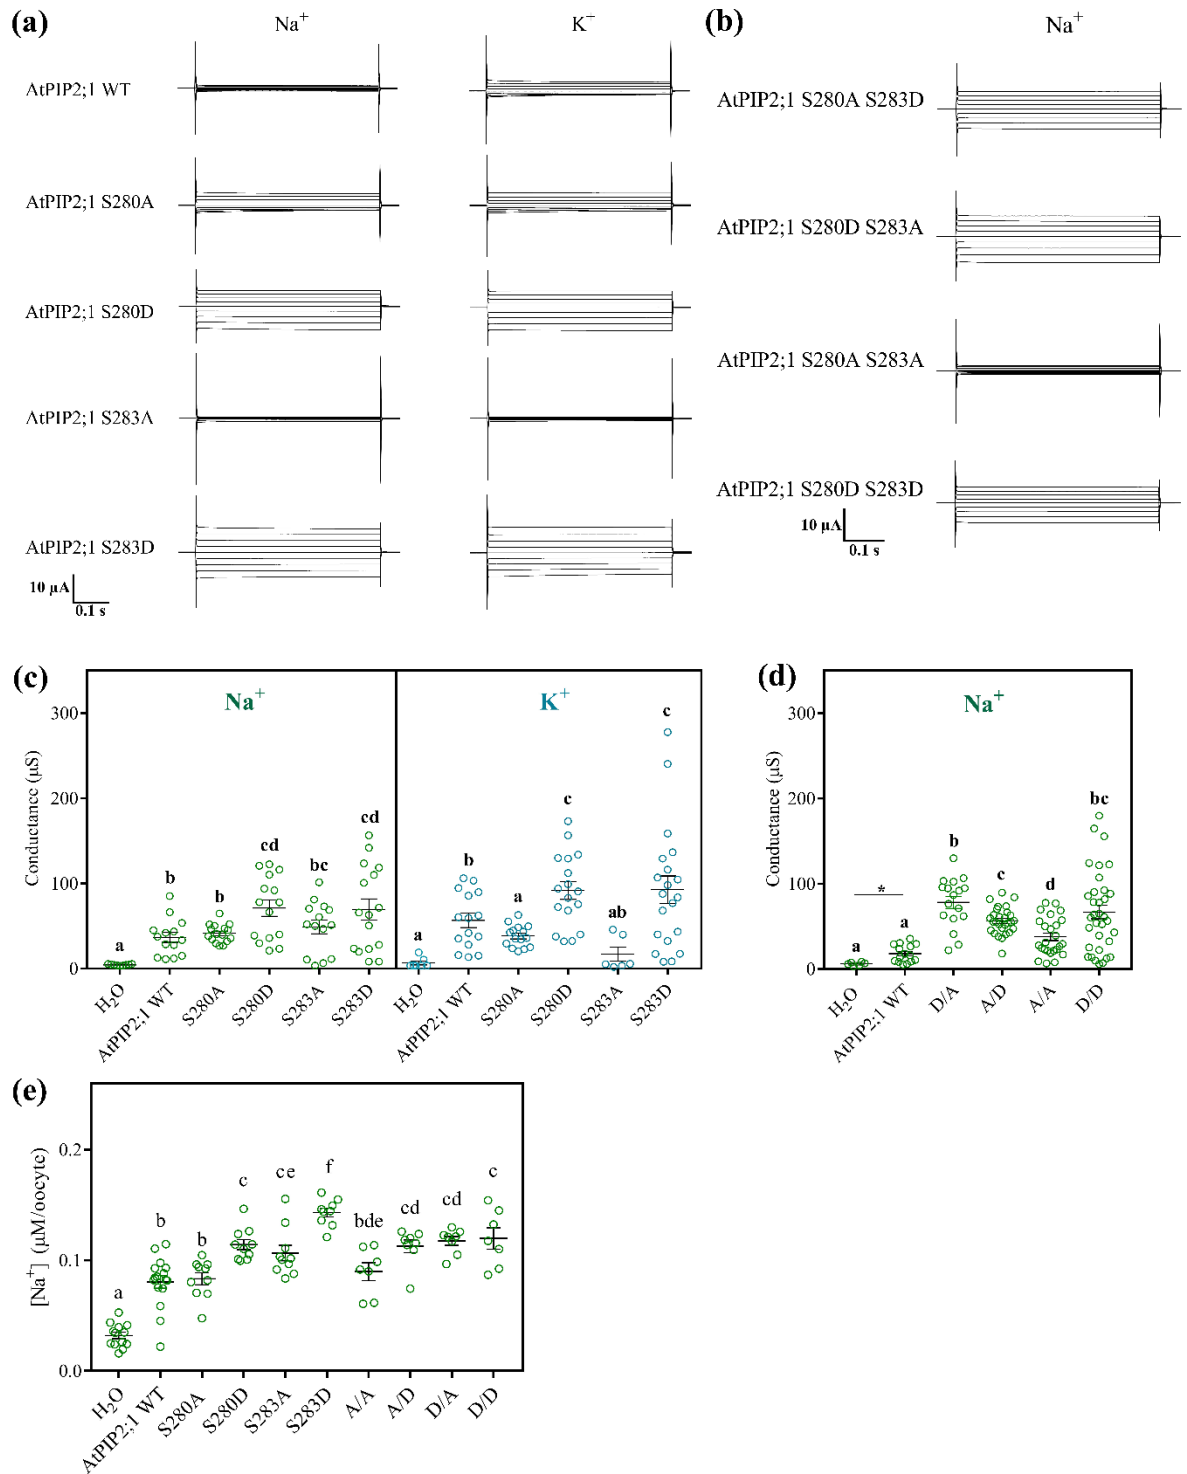 (a)
Na+
K+
AtPIP2;1 WT
AtPIP2;1 S280A
AtPIP2;1 S280D
AtPIP2;1 S283A
AtPIP2;1 S283D
10 µA
0.1 s
(b)
Na+
AtPIP2;1 S280A S283D
AtPIP2;1 S280D S283A
AtPIP2;1 S280A S283A
AtPIP2;1 S280D S283D
10 µA
0.1 s
(c)
Na+
K+
Conductance (µS)
300
200
100
0
a
b
b
cd
bc
cd
a
b
a
c
ab
c
H2O
AtPIP2;1 WT
S280A
S280D
S283A
S283D
H2O
AtPIP2;1 WT
S280A
S280D
S283A
S283D
(d)
Na+
Conductance (µS)
300
200
100
0
*
a
a
b
c
d
bc
H2O
AtPIP2;1 WT
D/A
A/D
A/A
D/D
(e)
[Na+] (µM/oocyte)
0.2
0.1
0.0
a
b
b
c
ce
f
bde
cd
cd
c
H2O
AtPIP2;1 WT
S280A
S280D
S283A
S283D
A/A
A/D
D/A
D/D